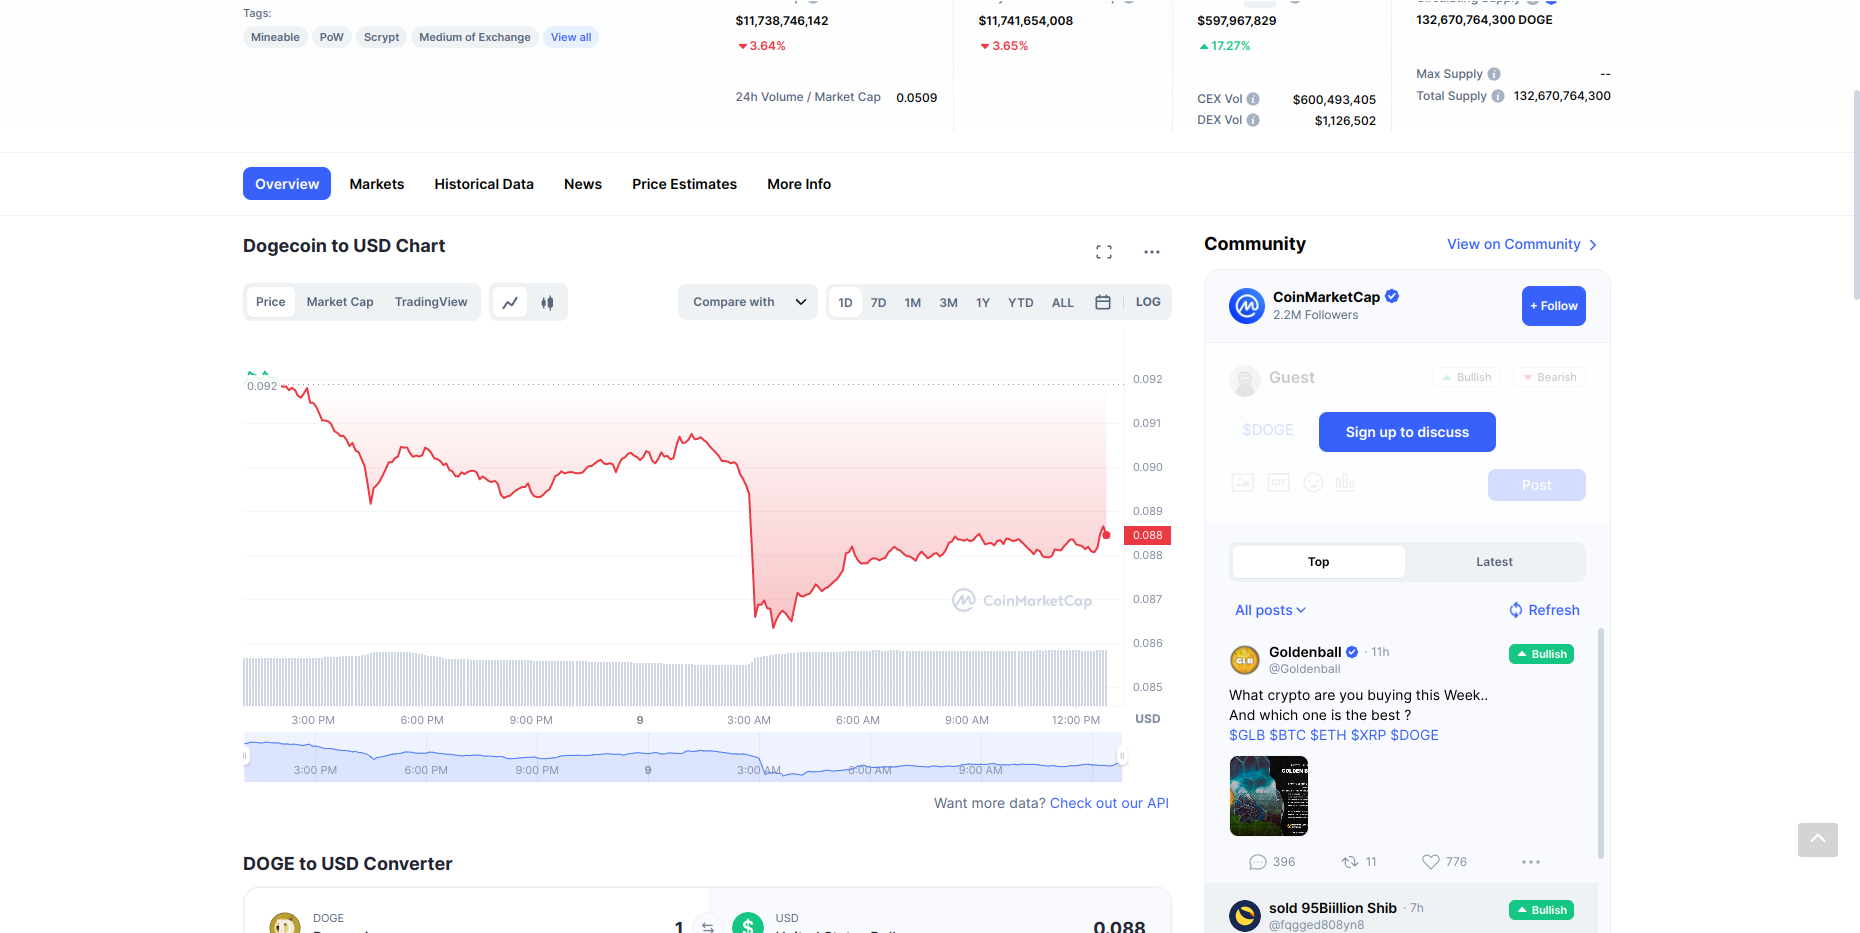 Tags:
Mineable PoW Scrypt Medium of Exchange View all
$11,738,746,142
3.64%
24h Volume / Market Cap 0.0509
$11,741,654,008
3.65%
$597,967,829
17.27%
CEX Vol $600,493,405
DEX Vol $1,126,502
Circulating Supply
132,670,764,300 DOGE
Max Supply --
Total Supply 132,670,764,300
Overview Markets Historical Data News Price Estimates More Info
Dogecoin to USD Chart
Price Market Cap TradingView
Compare with
1D 7D 1M 3M 1Y YTD ALL LOG
0.092
0.092
0.091
0.090
0.089
0.088
0.088
0.087
0.086
0.085
CoinMarketCap
3:00 PM 6:00 PM 9:00 PM 9 3:00 AM 6:00 AM 9:00 AM 12:00 PM USD
3:00 PM 6:00 PM 9:00 PM 9 3:00 AM 6:00 AM 9:00 AM
Want more data? Check out our API
DOGE to USD Converter
DOGE
1
USD
0.088
Community View on Community
CoinMarketCap
2.2M Followers
+ Follow
Guest
Bullish Bearish
$DOGE
Sign up to discuss
GIF
Post
Top Latest
All posts Refresh
Goldenball · 11h
@Goldenball
Bullish
What crypto are you buying this Week..
And which one is the best ?
$GLB $BTC $ETH $XRP $DOGE
396 11 776
sold 95Biillion Shib · 7h
@fqgged808yn8
Bullish